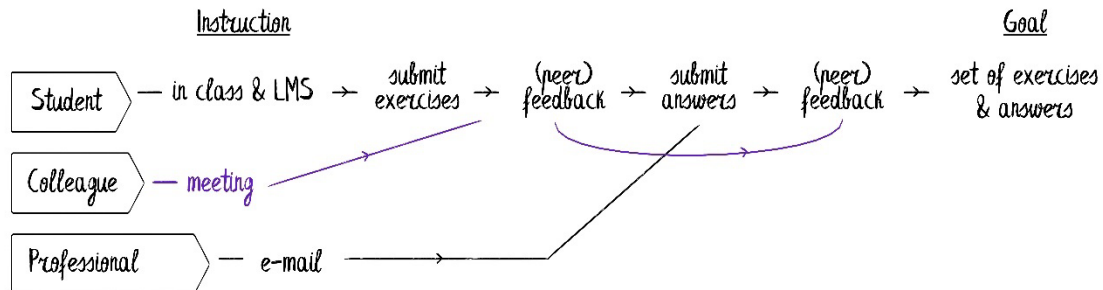 Instruction
Goal
Student
in class & LMS
submit
exercises
(peer)
feedback
submit
answers
(peer)
feedback
set of exercises
& answers
Colleague
meeting
Professional
e-mail